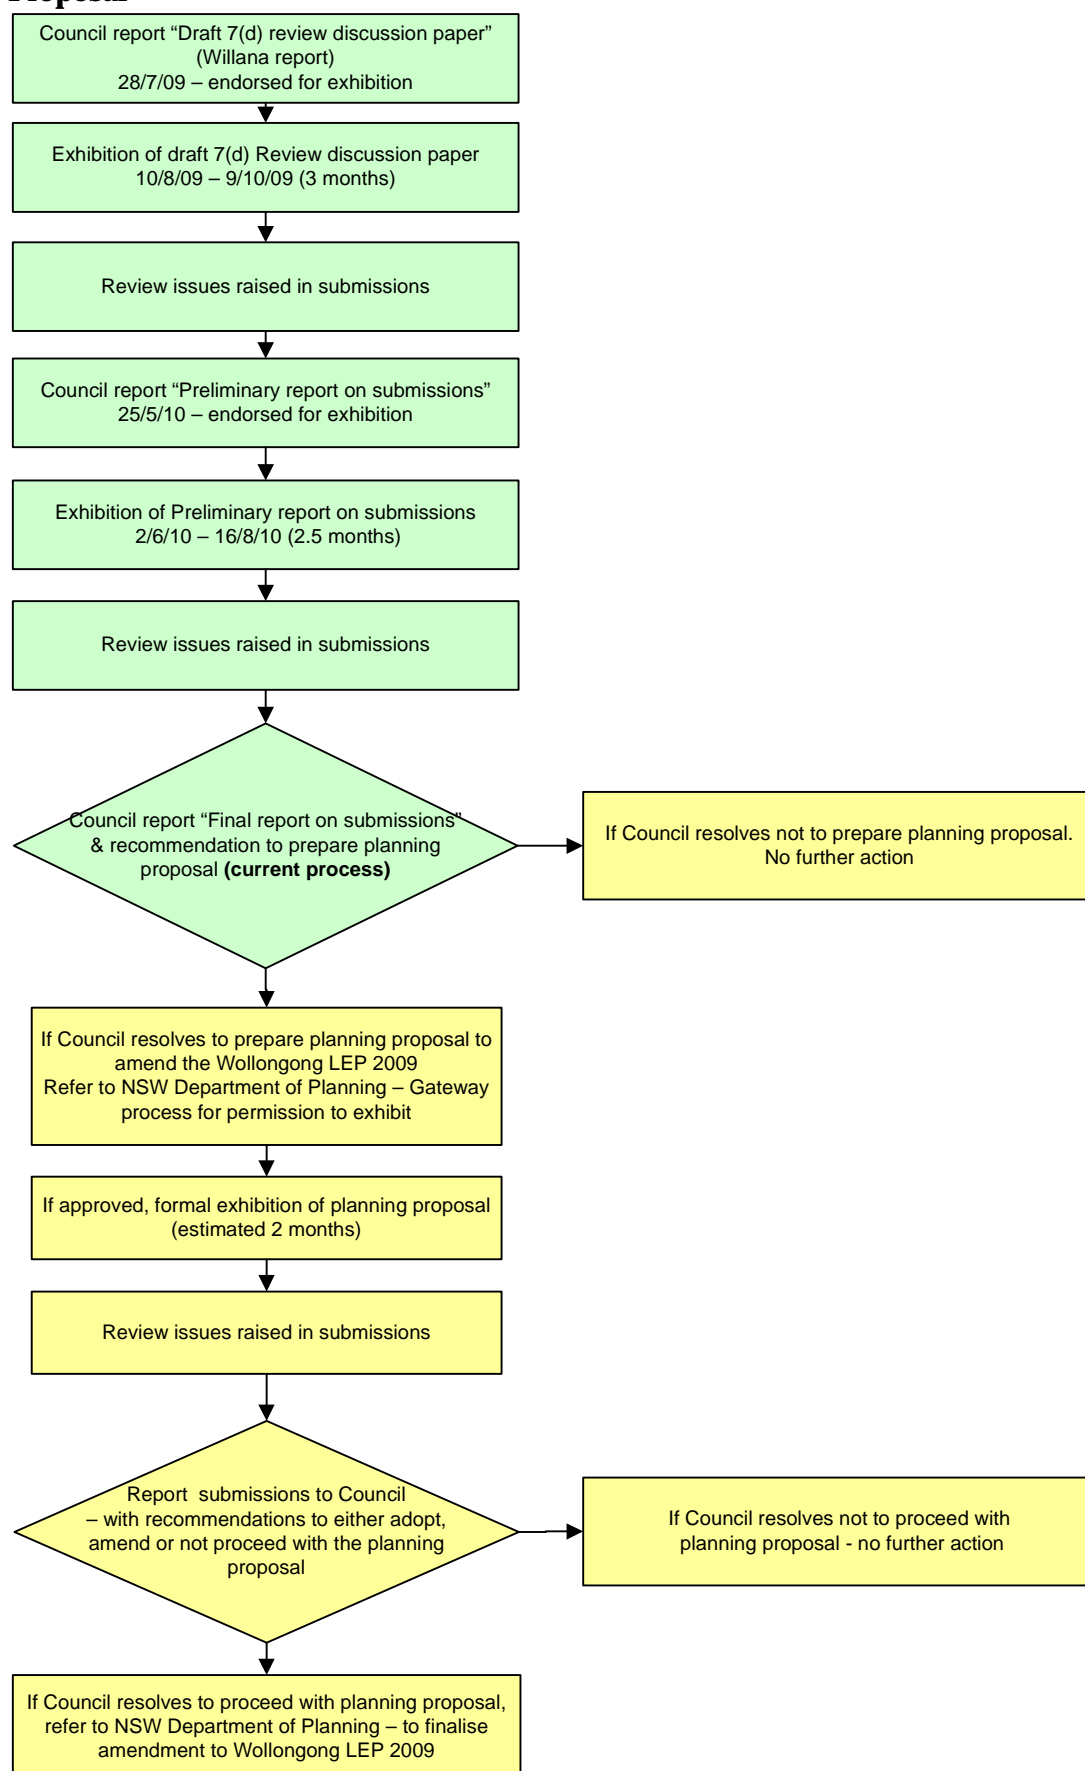 Proposal
Council report “Draft 7(d) review discussion paper”
(Willana report)
28/7/09 – endorsed for exhibition
Exhibition of draft 7(d) Review discussion paper
10/8/09 – 9/10/09 (3 months)
Review issues raised in submissions
Council report “Preliminary report on submissions”
25/5/10 – endorsed for exhibition
Exhibition of Preliminary report on submissions
2/6/10 – 16/8/10 (2.5 months)
Review issues raised in submissions
Council report “Final report on submissions”
& recommendation to prepare planning
proposal (current process)
If Council resolves not to prepare planning proposal.
No further action
If Council resolves to prepare planning proposal to
amend the Wollongong LEP 2009
Refer to NSW Department of Planning – Gateway
process for permission to exhibit
If approved, formal exhibition of planning proposal
(estimated 2 months)
Review issues raised in submissions
Report  submissions to Council
– with recommendations to either adopt,
amend or not proceed with the planning
proposal
If Council resolves not to proceed with
planning proposal - no further action
If Council resolves to proceed with planning proposal,
refer to NSW Department of Planning – to finalise
amendment to Wollongong LEP 2009